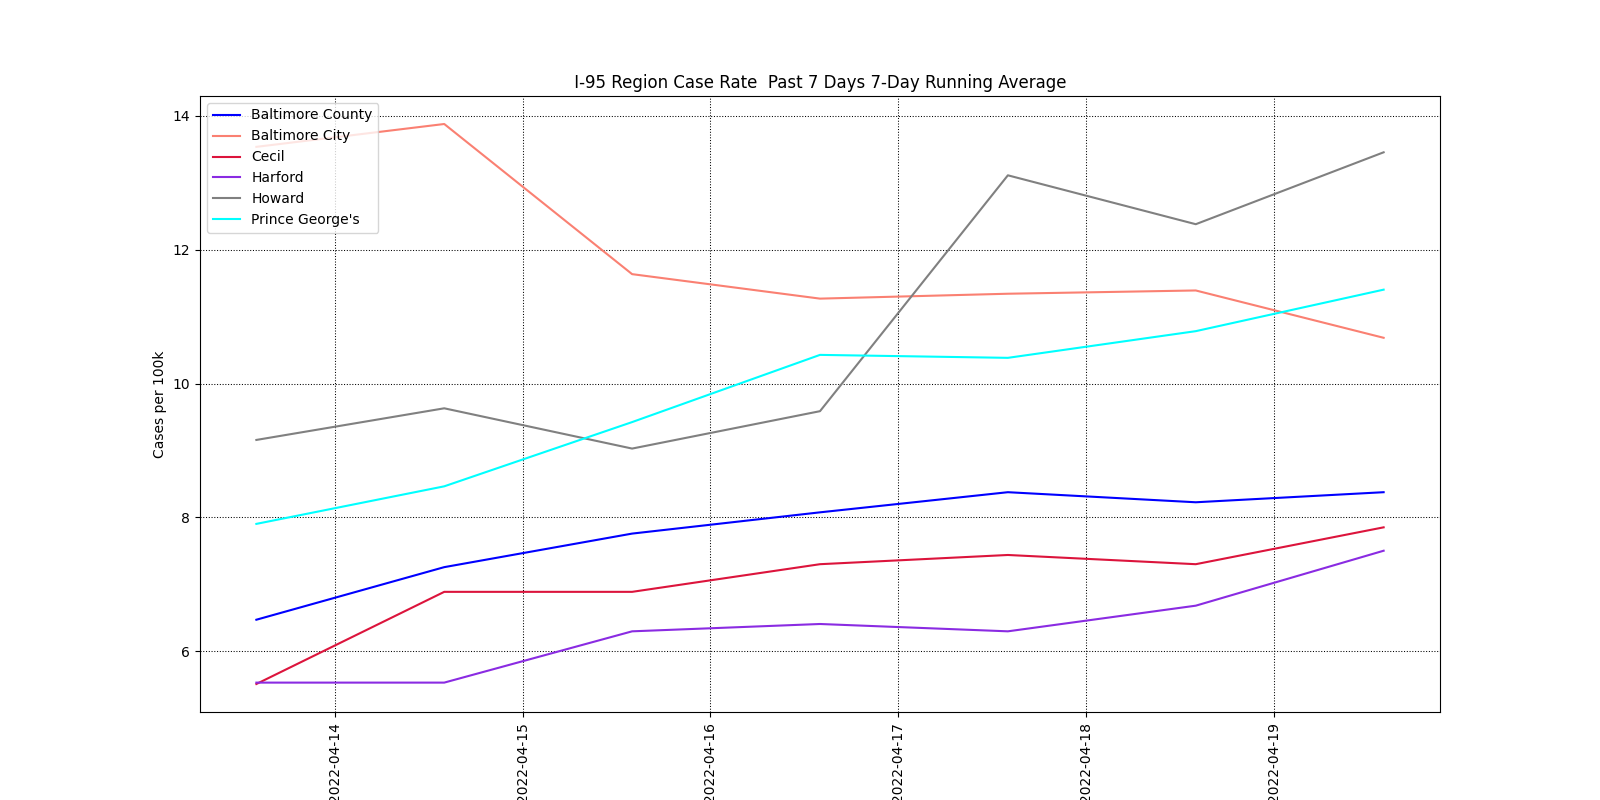 I-95 Region Case Rate  Past 7 Days 7-Day Running Average
Baltimore County
Baltimore City
Cecil
Harford
Howard
Prince George's
Cases per 100k
14
12
10
8
6
2022-04-14
2022-04-15
2022-04-16
2022-04-17
2022-04-18
2022-04-19